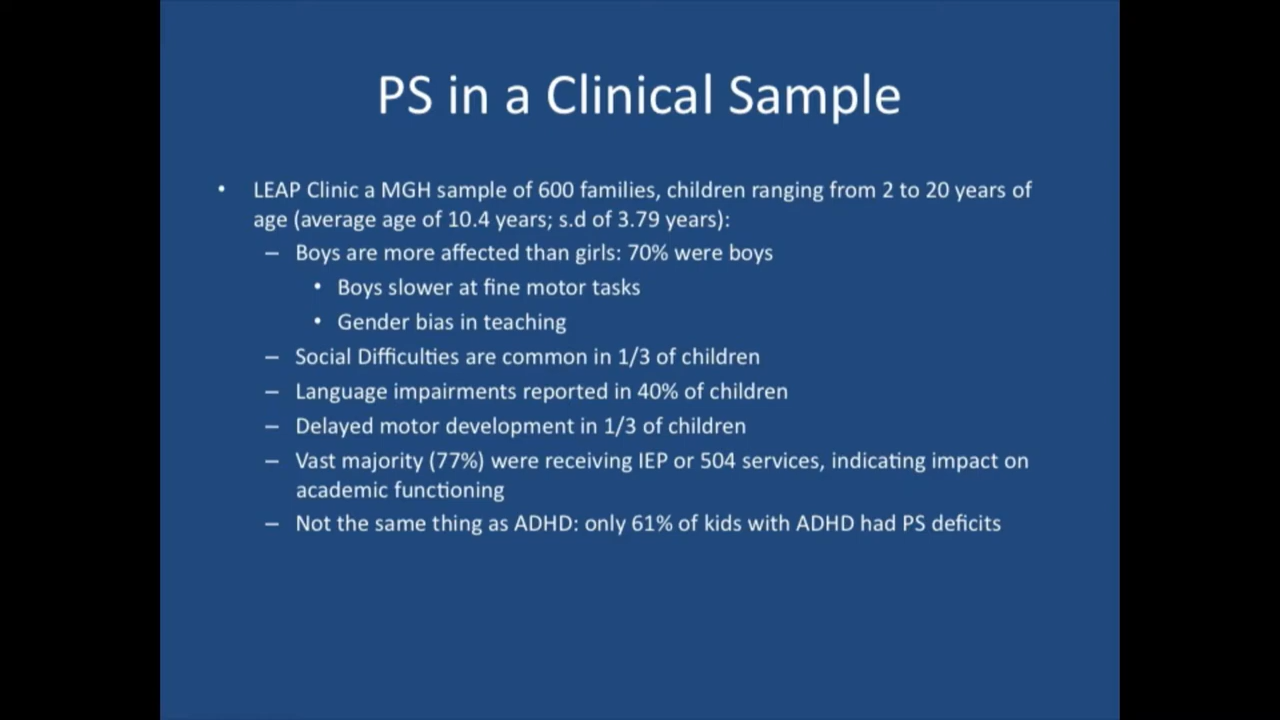 PS in a Clinical Sample
• LEAP Clinic a MGH sample of 600 families, children ranging from 2 to 20 years of
age (average age of 10.4 years; s.d of 3.79 years):
– Boys are more affected than girls: 70% were boys
• Boys slower at fine motor tasks
• Gender bias in teaching
– Social Difficulties are common in 1/3 of children
– Language impairments reported in 40% of children
– Delayed motor development in 1/3 of children
– Vast majority (77%) were receiving IEP or 504 services, indicating impact on
academic functioning
– Not the same thing as ADHD: only 61% of kids with ADHD had PS deficits